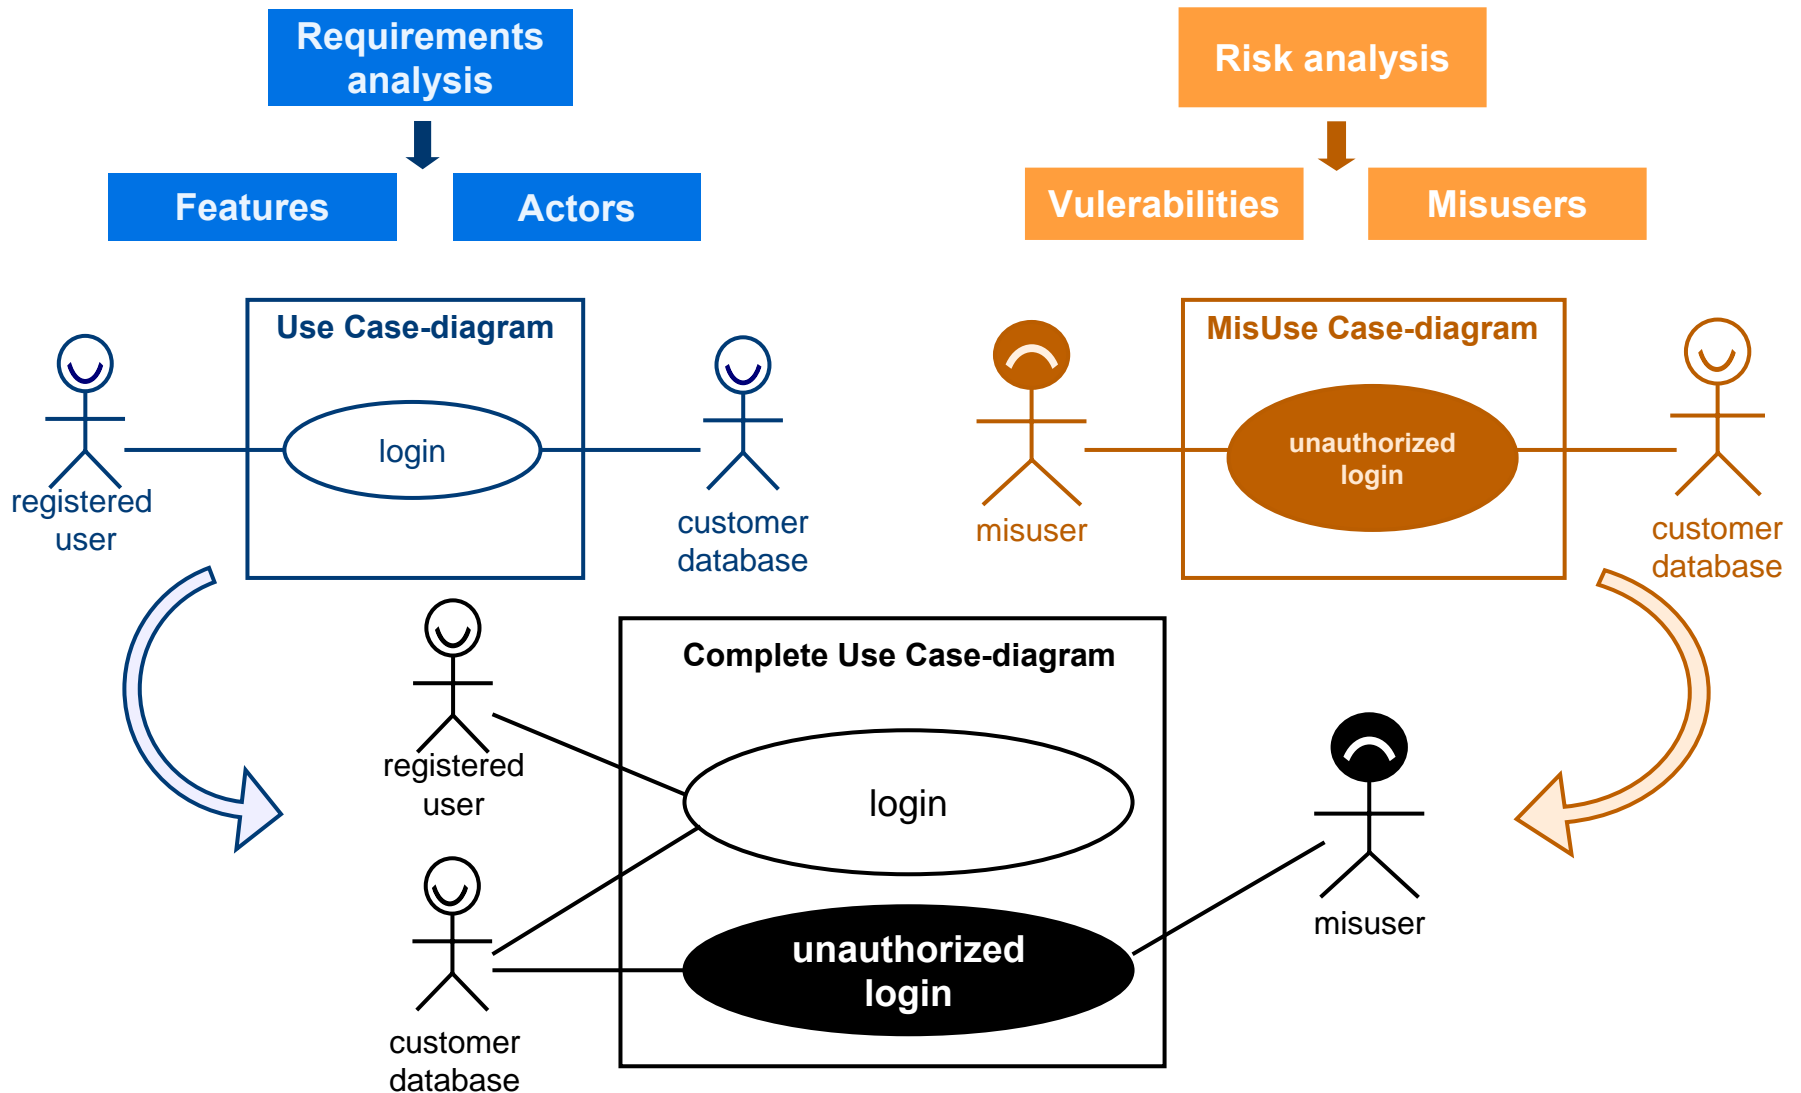 Requirements
analysis
Features
Actors
Risk analysis
Vulerabilities
Misusers
Use Case-diagram
login
registered
user
customer
database
MisUse Case-diagram
unauthorized
login
misuser
customer
database
Complete Use Case-diagram
registered
user
login
customer
database
unauthorized
login
misuser